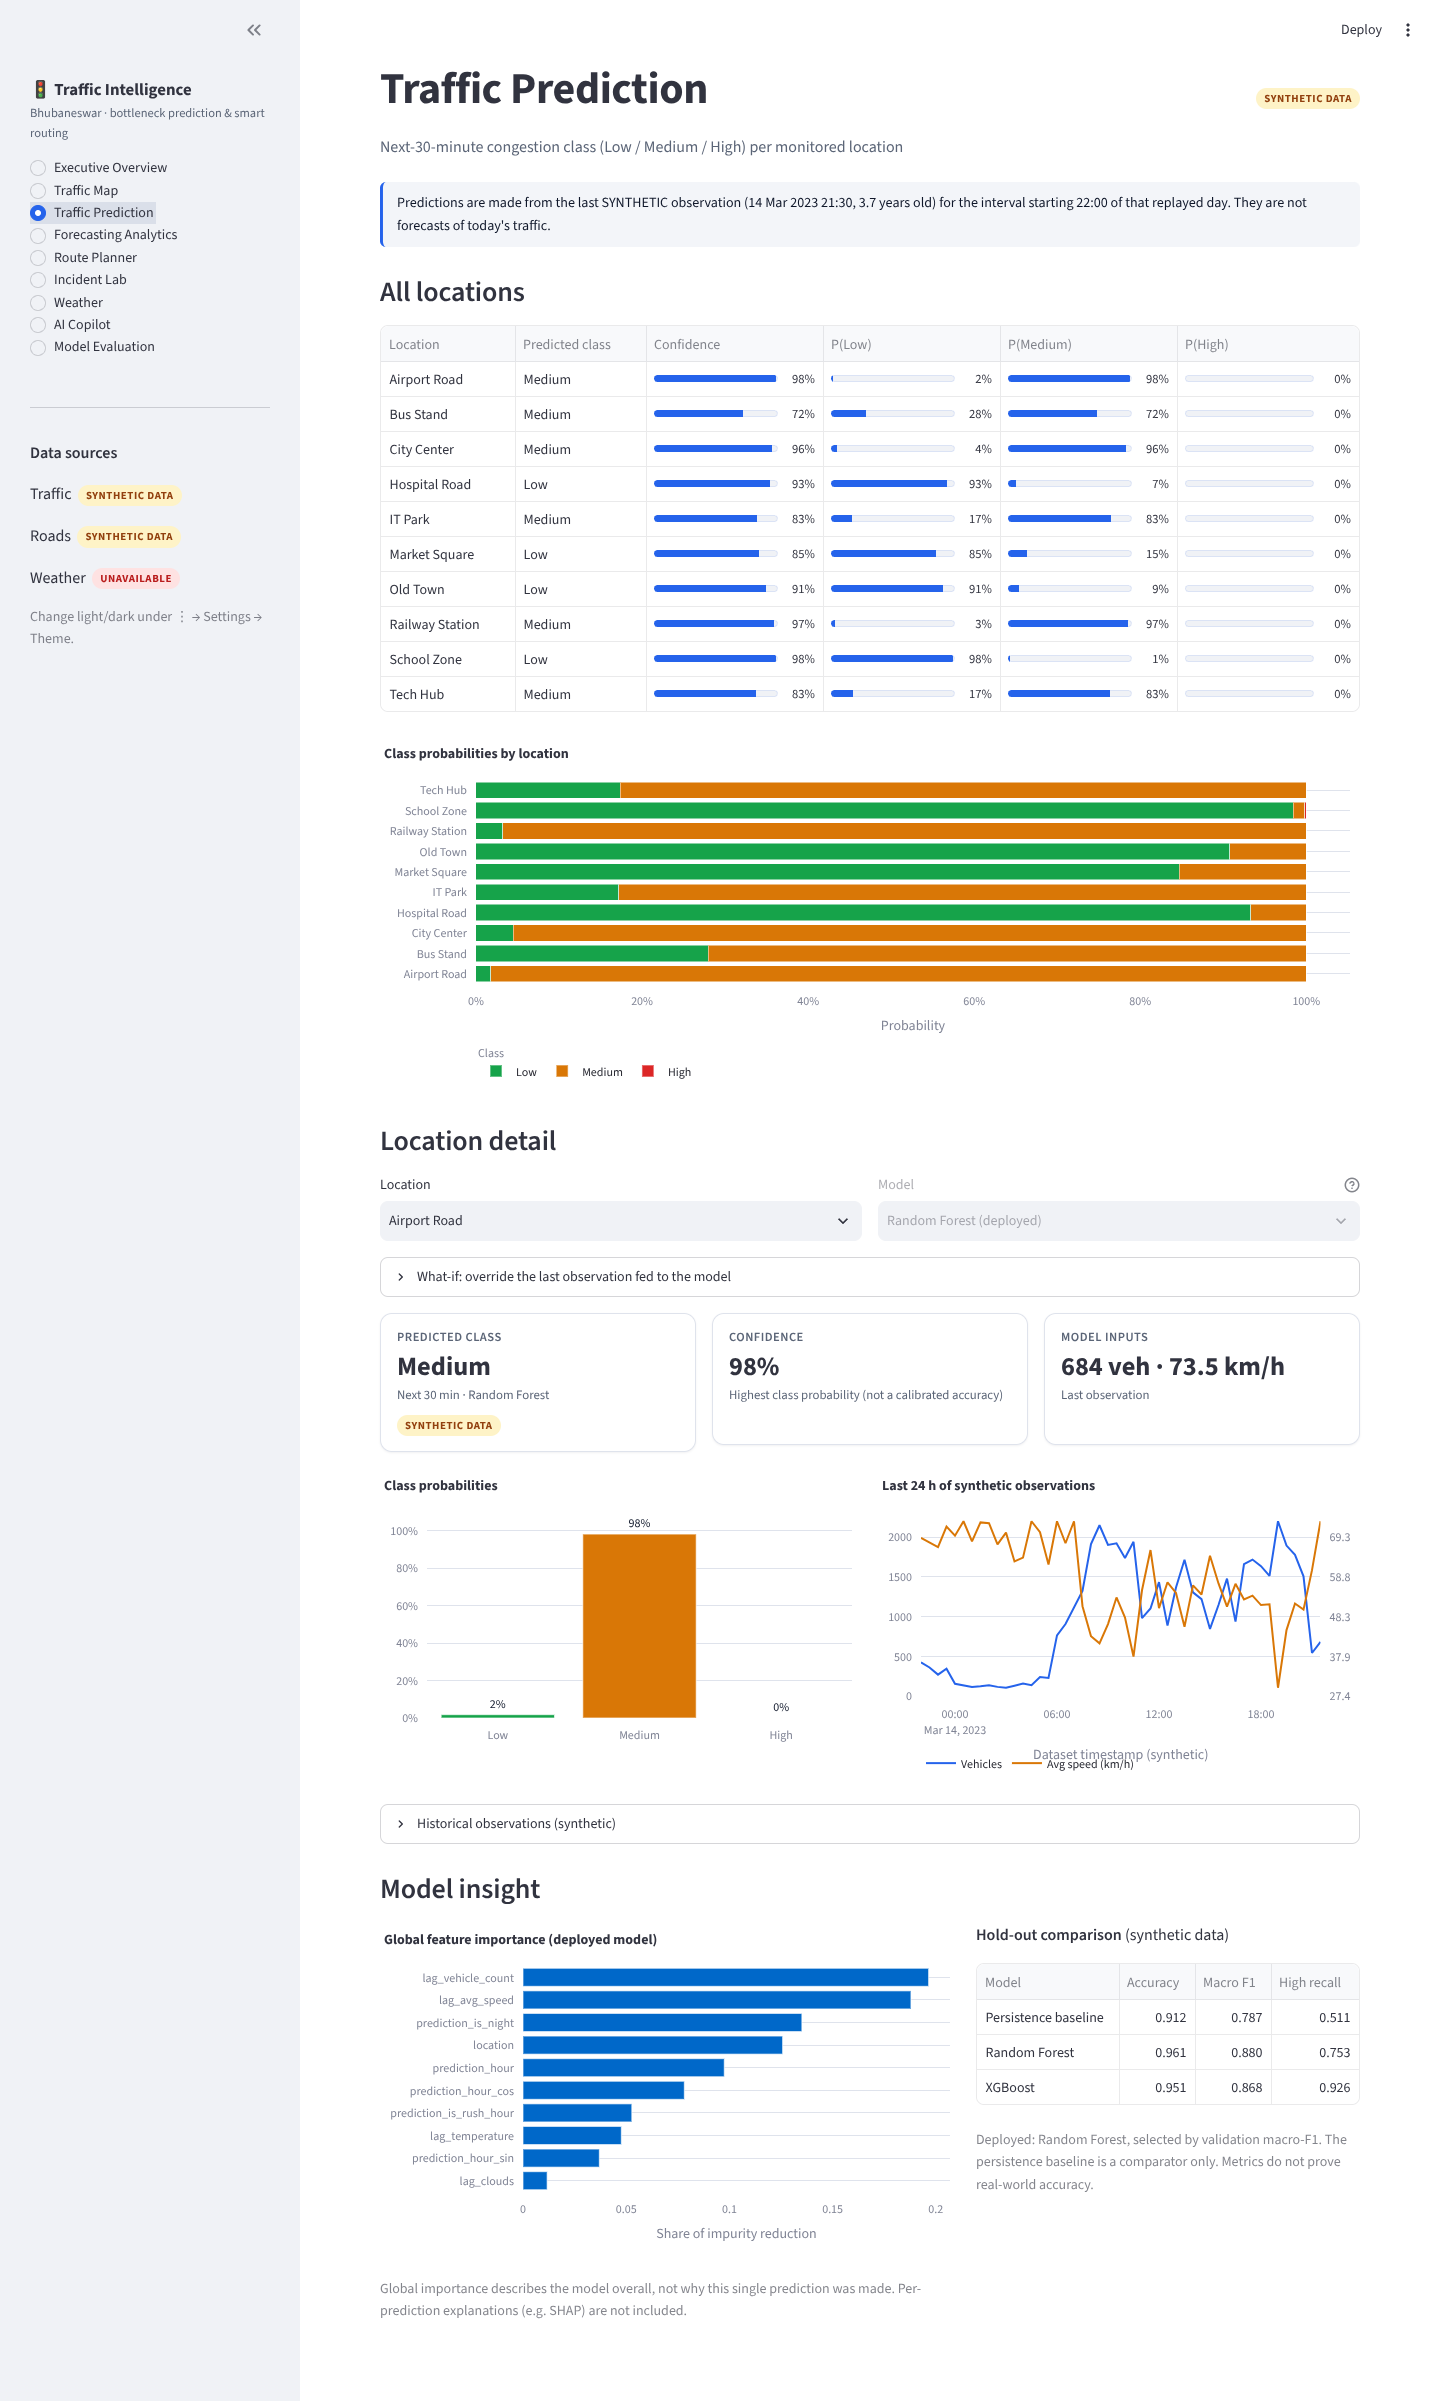 Deploy
Traffic Intelligence
Bhubaneswar · bottleneck prediction & smart
routing
Executive Overview
Traffic Map
Traffic Prediction
Forecasting Analytics
Route Planner
Incident Lab
Weather
AI Copilot
Model Evaluation
Data sources
Traffic SYNTHETIC DATA
Roads SYNTHETIC DATA
Weather UNAVAILABLE
Change light/dark under ⋮ → Settings →
Theme.
Traffic Prediction
SYNTHETIC DATA
Next-30-minute congestion class (Low / Medium / High) per monitored location
Predictions are made from the last SYNTHETIC observation (14 Mar 2023 21:30, 3.7 years old) for the interval starting 22:00 of that replayed day. They are not
forecasts of today's traffic.
All locations
Location Predicted class Confidence P(Low) P(Medium) P(High)
Airport Road Medium 98% 2% 98% 0%
Bus Stand Medium 72% 28% 72% 0%
City Center Medium 96% 4% 96% 0%
Hospital Road Low 93% 93% 7% 0%
IT Park Medium 83% 17% 83% 0%
Market Square Low 85% 85% 15% 0%
Old Town Low 91% 91% 9% 0%
Railway Station Medium 97% 3% 97% 0%
School Zone Low 98% 98% 1% 0%
Tech Hub Medium 83% 17% 83% 0%
Class probabilities by location
Tech Hub
School Zone
Railway Station
Old Town
Market Square
IT Park
Hospital Road
City Center
Bus Stand
Airport Road
0% 20% 40% 60% 80% 100%
Probability
Class
Low Medium High
Location detail
Location
Airport Road
Model
Random Forest (deployed)
What-if: override the last observation fed to the model
PREDICTED CLASS
Medium
Next 30 min · Random Forest
SYNTHETIC DATA
CONFIDENCE
98%
Highest class probability (not a calibrated accuracy)
MODEL INPUTS
684 veh · 73.5 km/h
Last observation
Class probabilities
100%
80%
60%
40%
20%
0%
2%
98%
0%
Low Medium High
Last 24 h of synthetic observations
2000
1500
1000
500
0
69.3
58.8
48.3
37.9
27.4
00:00 06:00 12:00 18:00
Mar 14, 2023
Dataset timestamp (synthetic)
Vehicles Avg speed (km/h)
Historical observations (synthetic)
Model insight
Global feature importance (deployed model)
lag_vehicle_count
lag_avg_speed
prediction_is_night
location
prediction_hour
prediction_hour_cos
prediction_is_rush_hour
lag_temperature
prediction_hour_sin
lag_clouds
0 0.05 0.1 0.15 0.2
Share of impurity reduction
Global importance describes the model overall, not why this single prediction was made. Per-
prediction explanations (e.g. SHAP) are not included.
Hold-out comparison (synthetic data)
Model Accuracy Macro F1 High recall
Persistence baseline 0.912 0.787 0.511
Random Forest 0.961 0.880 0.753
XGBoost 0.951 0.868 0.926
Deployed: Random Forest, selected by validation macro-F1. The
persistence baseline is a comparator only. Metrics do not prove
real-world accuracy.